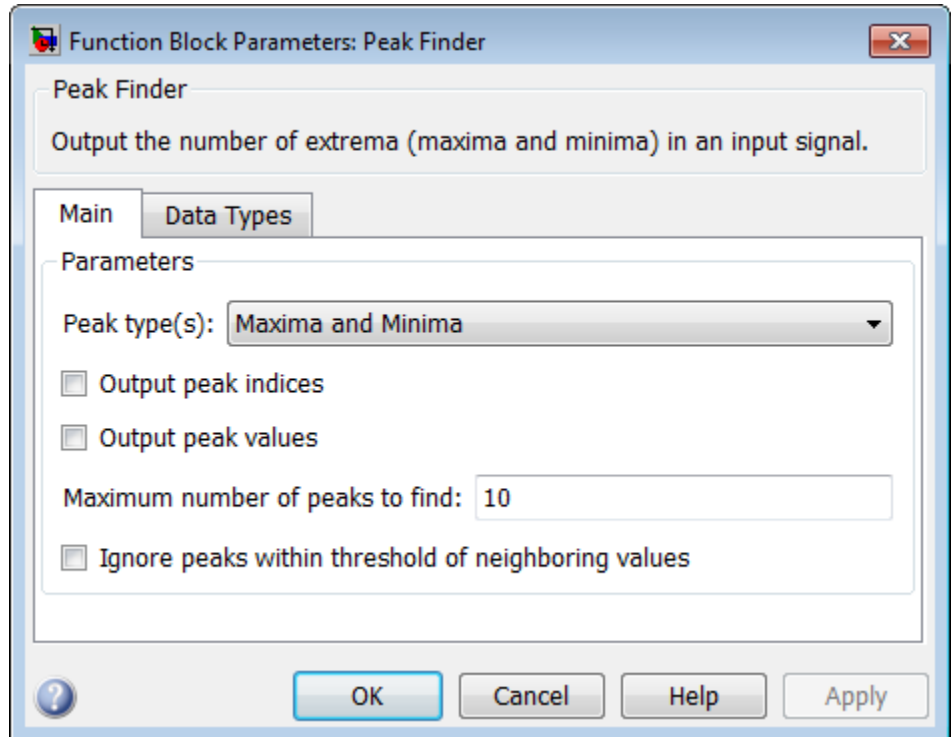 Function Block Parameters: Peak Finder
Peak Finder
Output the number of extrema (maxima and minima) in an input signal.
Main Data Types
Parameters
Peak type(s): Maxima and Minima
Output peak indices
Output peak values
Maximum number of peaks to find: 10
Ignore peaks within threshold of neighboring values
? OK Cancel Help Apply